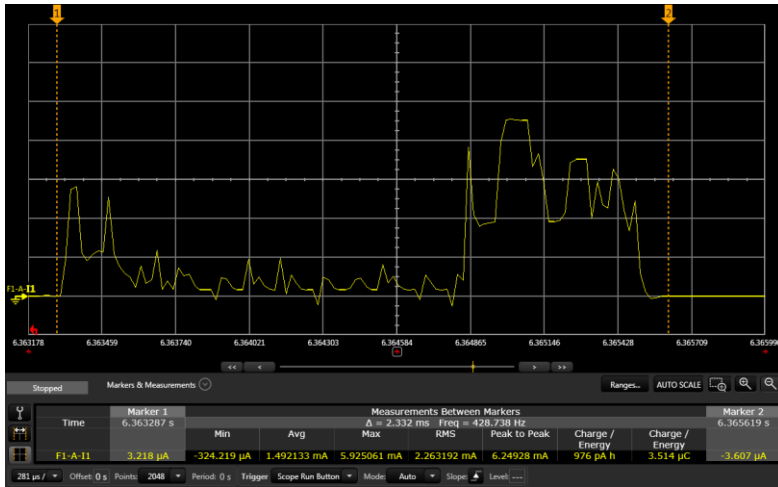 1 2
F1-A-I1
6.363178 6.363459 6.363740 6.364021 6.364303 6.364584 6.364865 6.365146 6.365428 6.365709 6.365990
<< < > >>
Stopped Markers & Measurements Ranges... AUTO SCALE
Marker 1 Measurements Between Markers Marker 2
Time 6.363287 s Δ = 2.332 ms Freq = 428.738 Hz 6.365619 s
Min Avg Max RMS Peak to Peak Charge / Energy Charge / Energy
F1-A-I1 3.218 µA -324.219 µA 1.492133 mA 5.925061 mA 2.263192 mA 6.24928 mA 976 pA h 3.514 µC -3.607 µA
281 µs / Offset: 0 s Points: 2048 Period: 0 s Trigger Scope Run Button Mode: Auto Slope: Level: ---